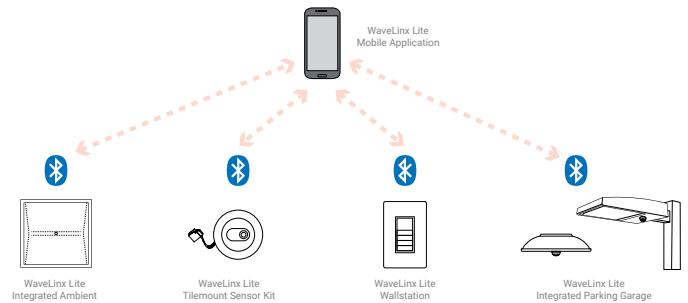 WaveLinx Lite
Mobile Application
WaveLinx Lite
Integrated Ambient
WaveLinx Lite
Tilemount Sensor Kit
WaveLinx Lite
Wallstation
WaveLinx Lite
Integrated Parking Garage